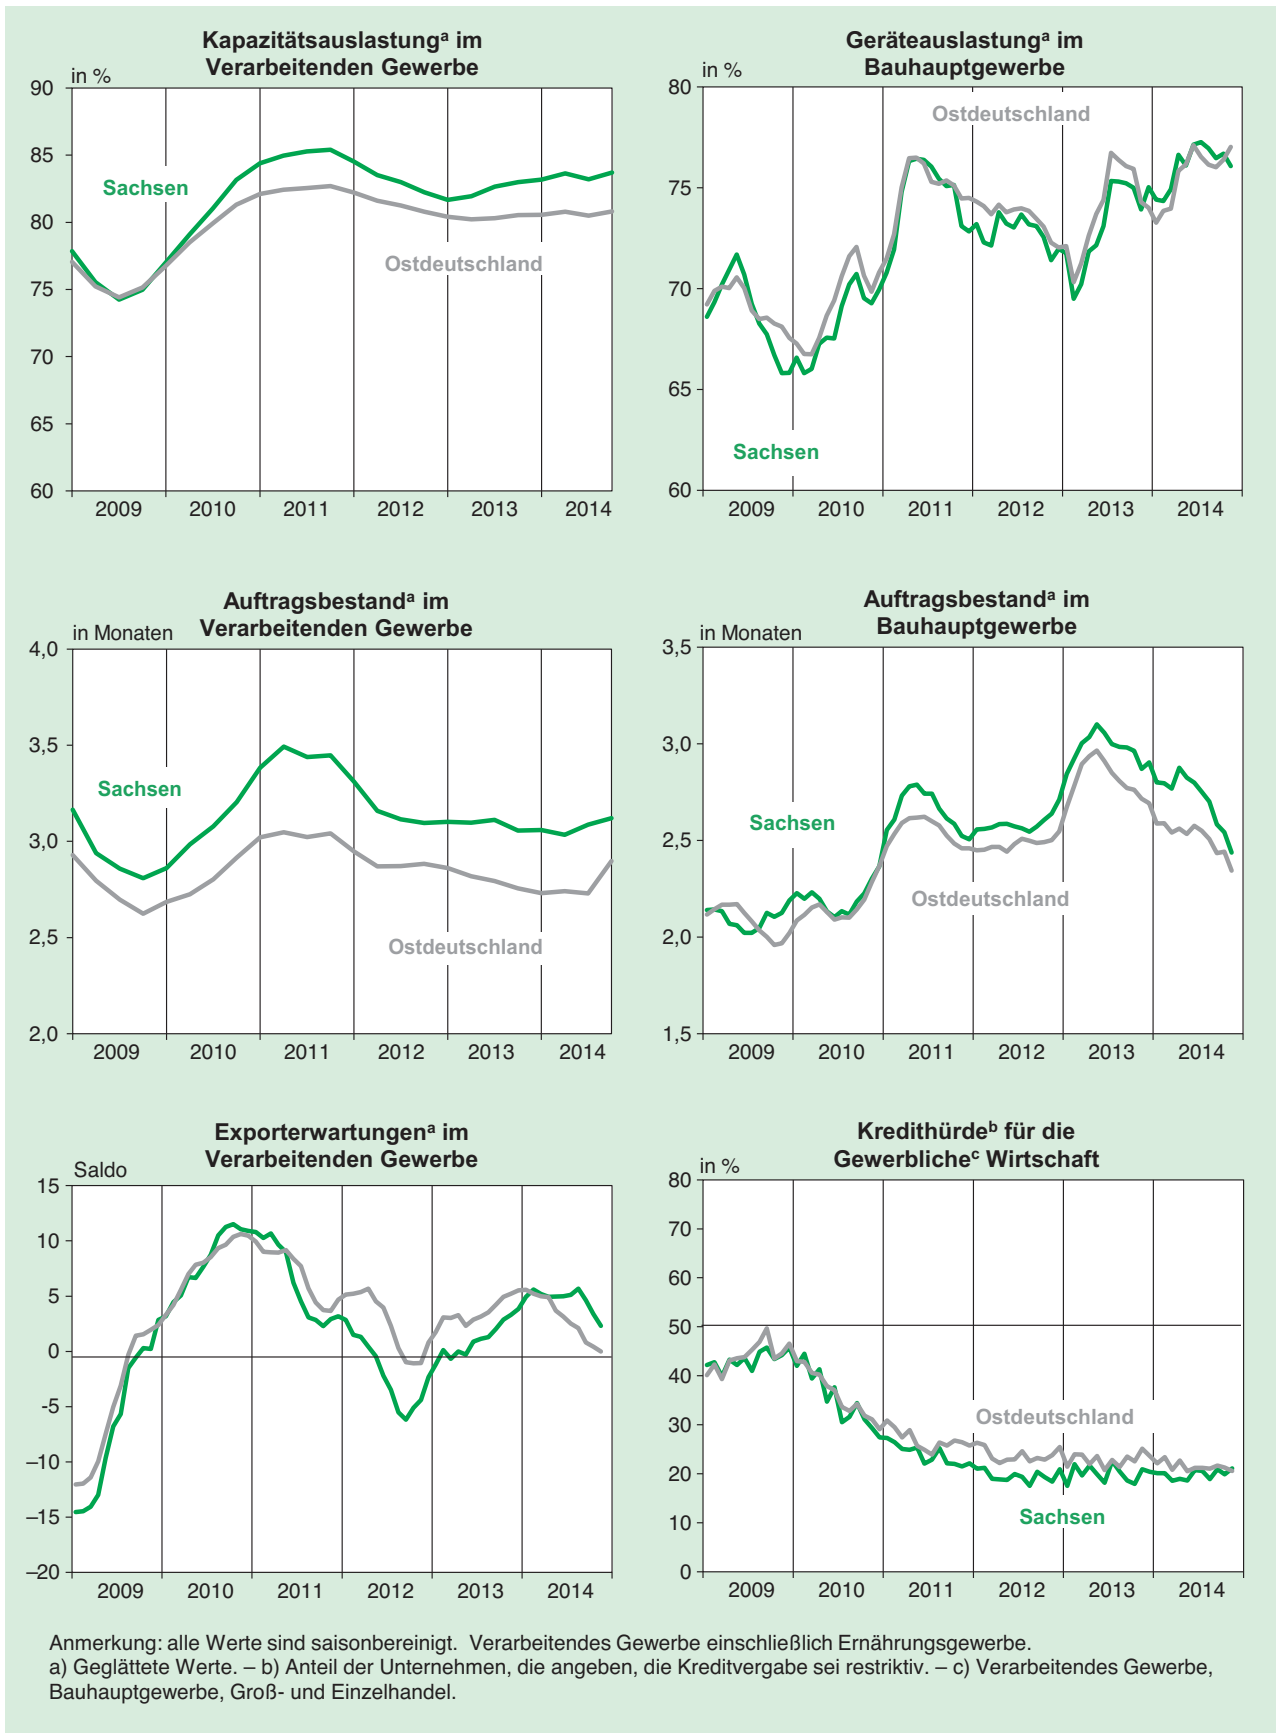 Kapazitätsauslastungᵃ im
Verarbeitenden Gewerbe
in %
90
85
80
75
70
65
60
Sachsen
Ostdeutschland
2009 2010 2011 2012 2013 2014
Geräteauslastungᵃ im
Bauhauptgewerbe
in %
80
75
70
65
60
Ostdeutschland
Sachsen
2009 2010 2011 2012 2013 2014
Auftragsbestandᵃ im
Verarbeitenden Gewerbe
in Monaten
4,0
3,5
3,0
2,5
2,0
Sachsen
Ostdeutschland
2009 2010 2011 2012 2013 2014
Auftragsbestandᵃ im
Bauhauptgewerbe
in Monaten
3,5
3,0
2,5
2,0
1,5
Sachsen
Ostdeutschland
2009 2010 2011 2012 2013 2014
Exporterwartungenᵃ im
Verarbeitenden Gewerbe
Saldo
15
10
5
0
-5
–10
–15
–20
2009 2010 2011 2012 2013 2014
Kredithürdeᵇ für die
Gewerblicheᶜ Wirtschaft
in %
80
70
60
50
40
30
20
10
0
Ostdeutschland
Sachsen
2009 2010 2011 2012 2013 2014
Anmerkung: alle Werte sind saisonbereinigt. Verarbeitendes Gewerbe einschließlich Ernährungsgewerbe.
a) Geglättete Werte. – b) Anteil der Unternehmen, die angeben, die Kreditvergabe sei restriktiv. – c) Verarbeitendes Gewerbe,
Bauhauptgewerbe, Groß- und Einzelhandel.